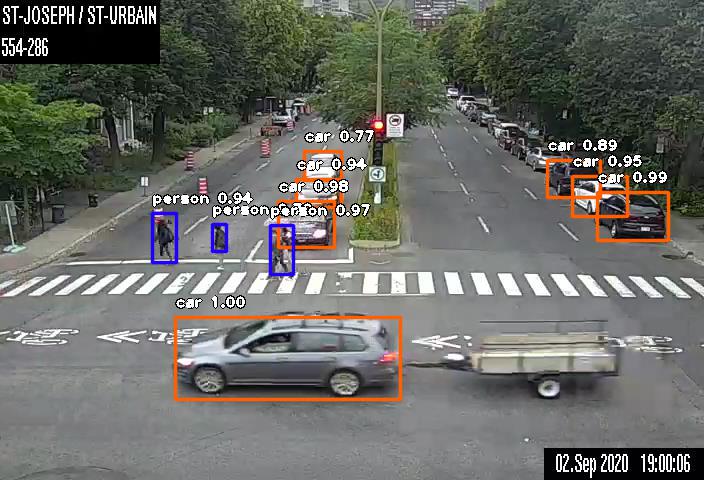 ST-JOSEPH / ST-URBAIN
554-286
car 0.77
car 0.94
car 0.98
car 0.89
car 0.95
car 0.99
person 0.94
person
person 0.97
car 1.00
02.Sep 2020 19:00:06